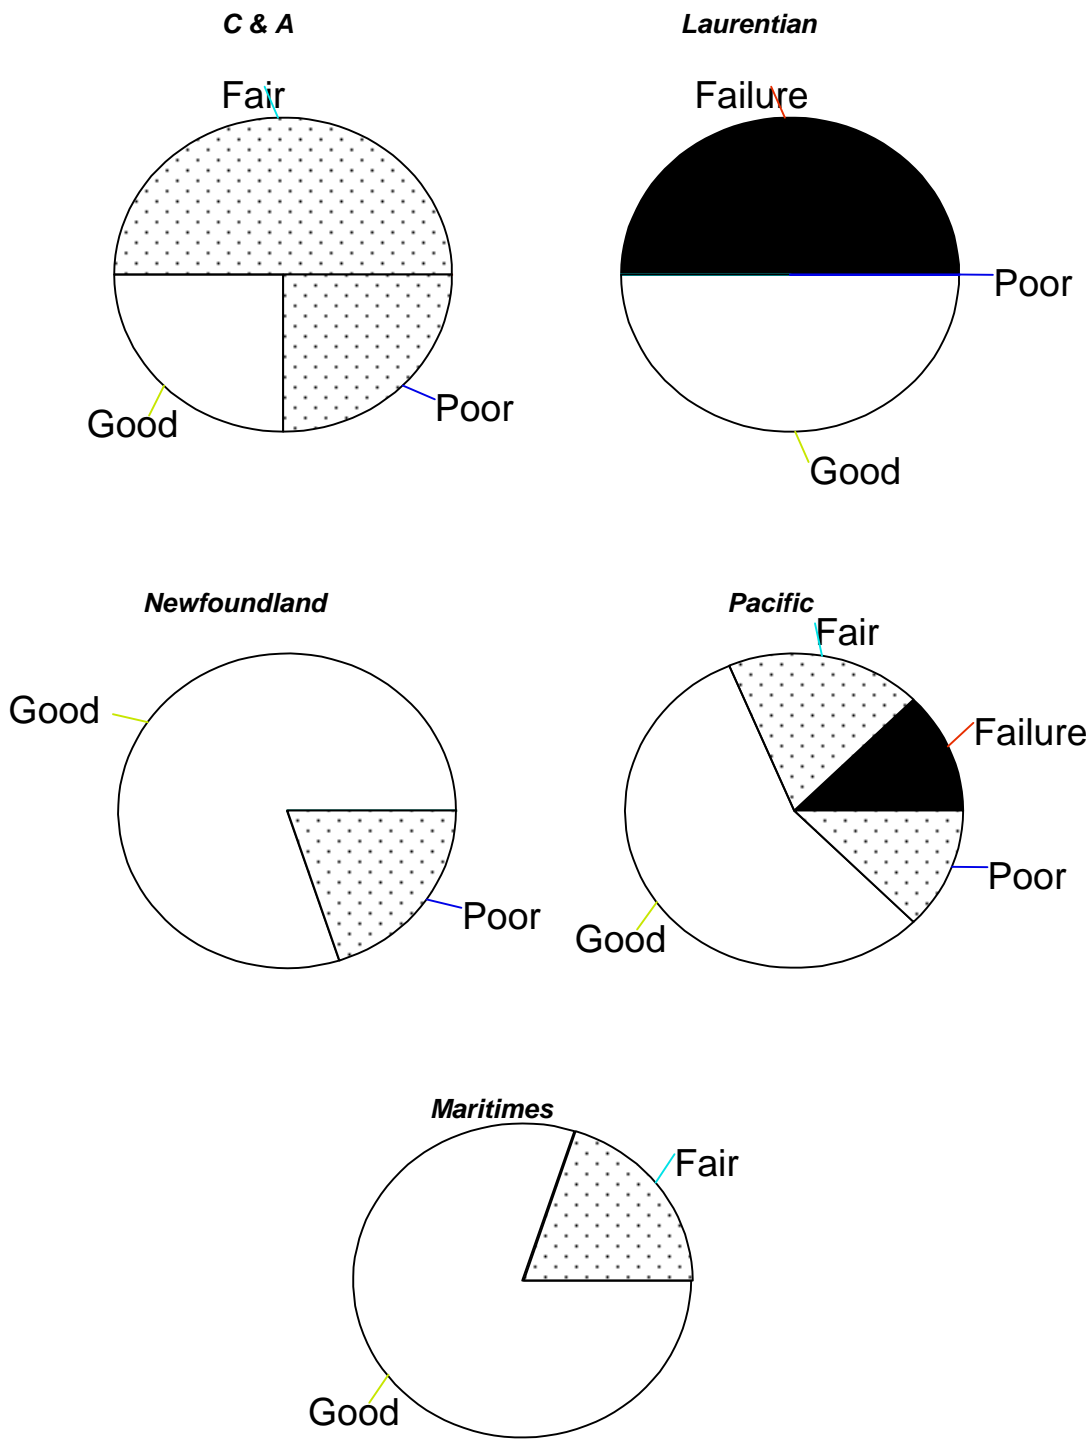 C & A
Fair
Good
Poor
Laurentian
Failure
Poor
Good
Newfoundland
Good
Poor
Pacific
Fair
Failure
Poor
Good
Maritimes
Fair
Good